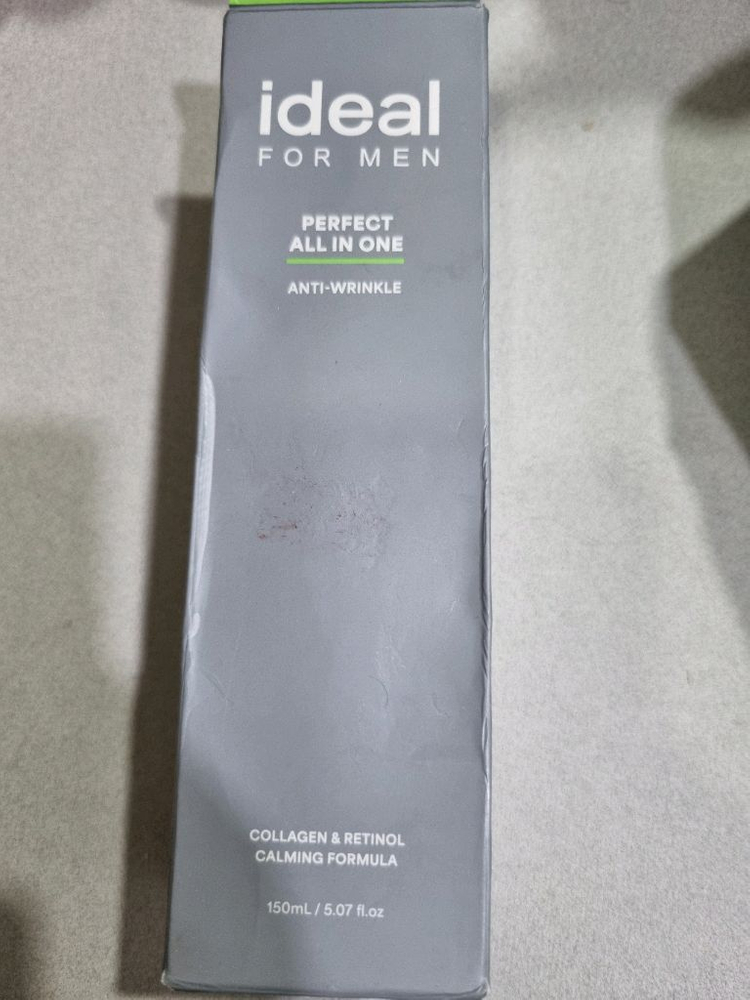 ideal
FOR MEN
PERFECT
ALL IN ONE
ANTI-WRINKLE
COLLAGEN & RETINOL
CALMING FORMULA
150mL / 5.07 fl.oz